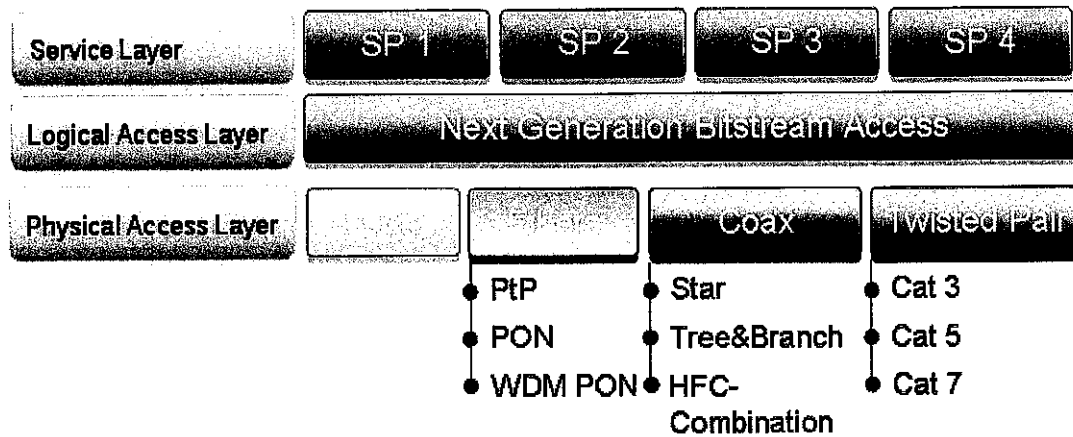 Service Layer SP 1 SP 2 SP 3 SP 4
Logical Access Layer Next Generation Bitstream Access
Physical Access Layer Coax Twisted Pair
PtP Star Cat 3
PON Tree&Branch Cat 5
WDM PON HFC- Cat 7
Combination